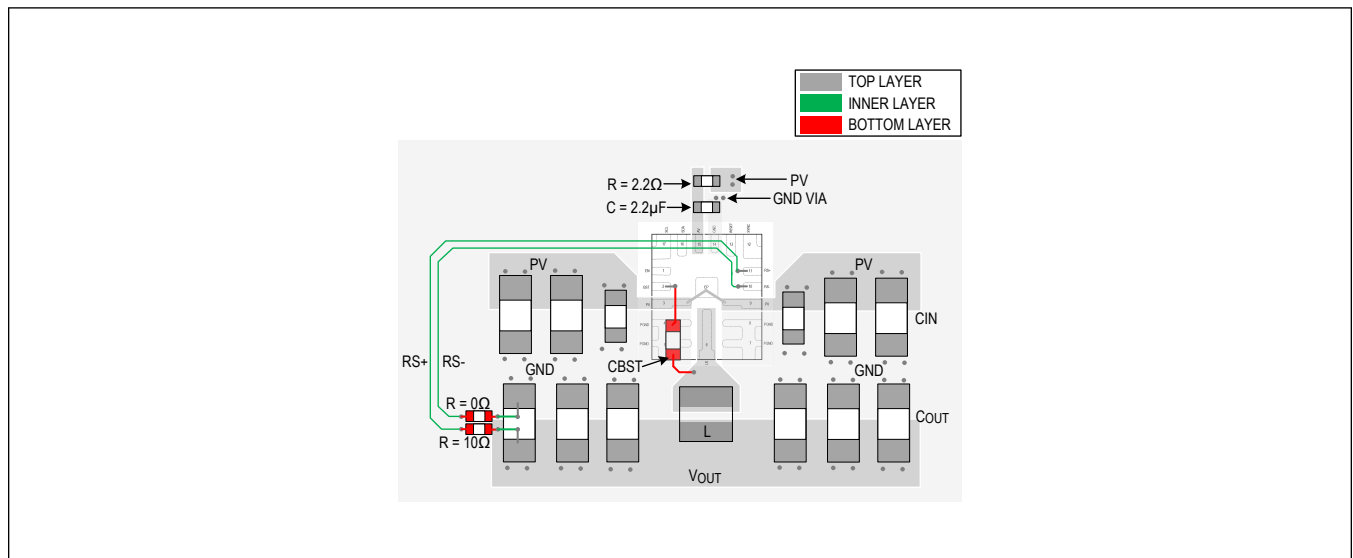 TOP LAYER
INNER LAYER
BOTTOM LAYER
R = 2.2Ω
PV
GND VIA
C = 2.2µF
PV
PV
CIN
RS+
RS-
GND
CBST
GND
R = 0Ω
COUT
R = 10Ω
L
VOUT